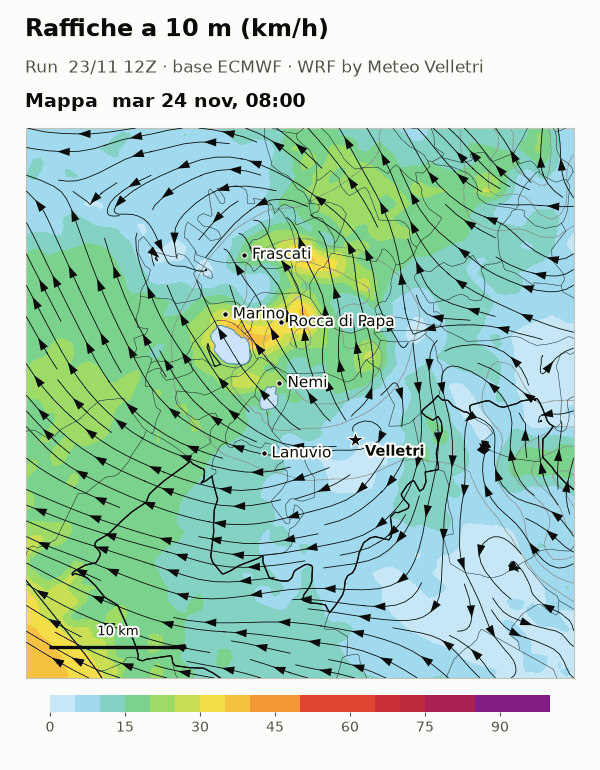 Raffiche a 10 m (km/h)
Run  23/11 12Z · base ECMWF · WRF by Meteo Velletri
Mappa  mar 24 nov, 08:00
Frascati
Marino
Rocca di Papa
Nemi
Velletri
Lanuvio
10 km
0 15 30 45 60 75 90